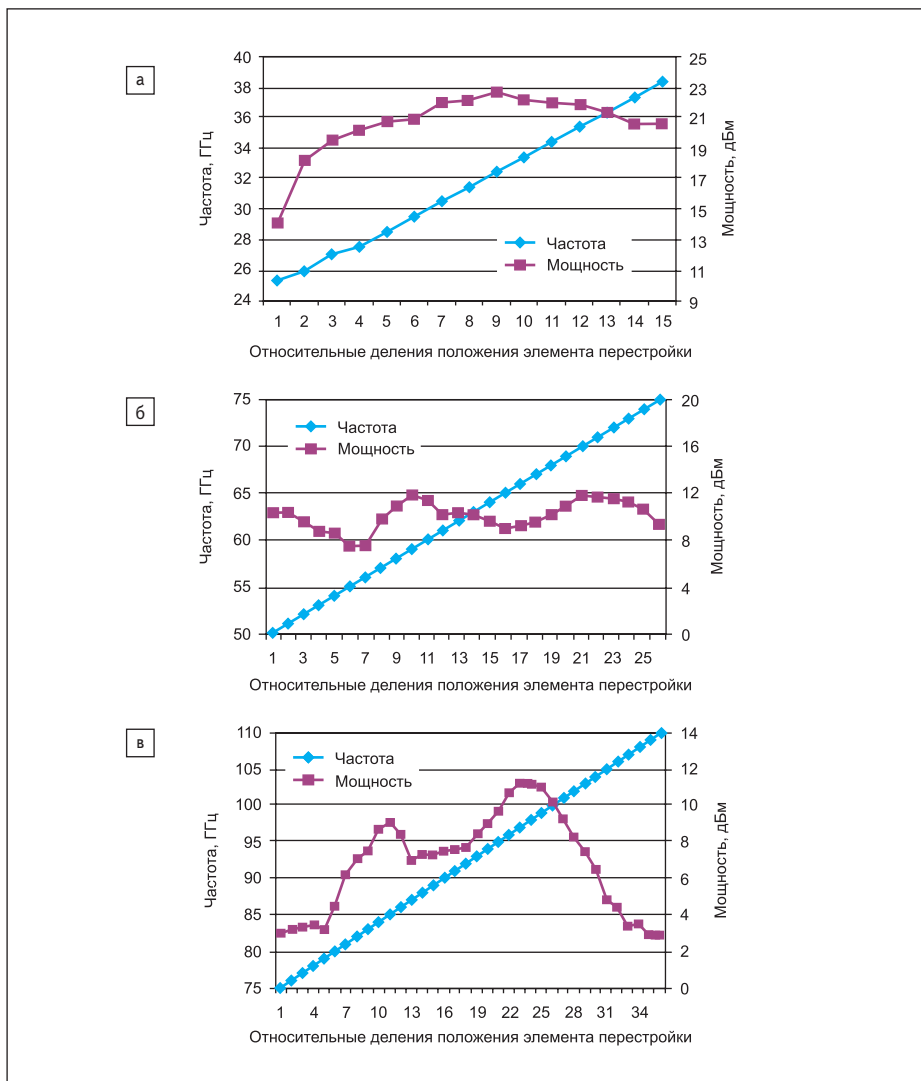 а
40
38
36
34
32
30
28
26
24
Частота, ГГц
25
23
21
19
17
15
13
11
9
Мощность, дБм
Частота
Мощность
1 2 3 4 5 6 7 8 9 10 11 12 13 14 15
Относительные деления положения элемента перестройки
б
75
70
65
60
55
50
Частота, ГГц
20
16
12
8
4
0
Мощность, дБм
Частота
Мощность
1 3 5 7 9 11 13 15 17 19 21 23 25
Относительные деления положения элемента перестройки
в
110
105
100
95
90
85
80
75
Частота, ГГц
14
12
10
8
6
4
2
0
Мощность, дБм
Частота
Мощность
1 4 7 10 13 16 19 22 25 28 31 34
Относительные деления положения элемента перестройки